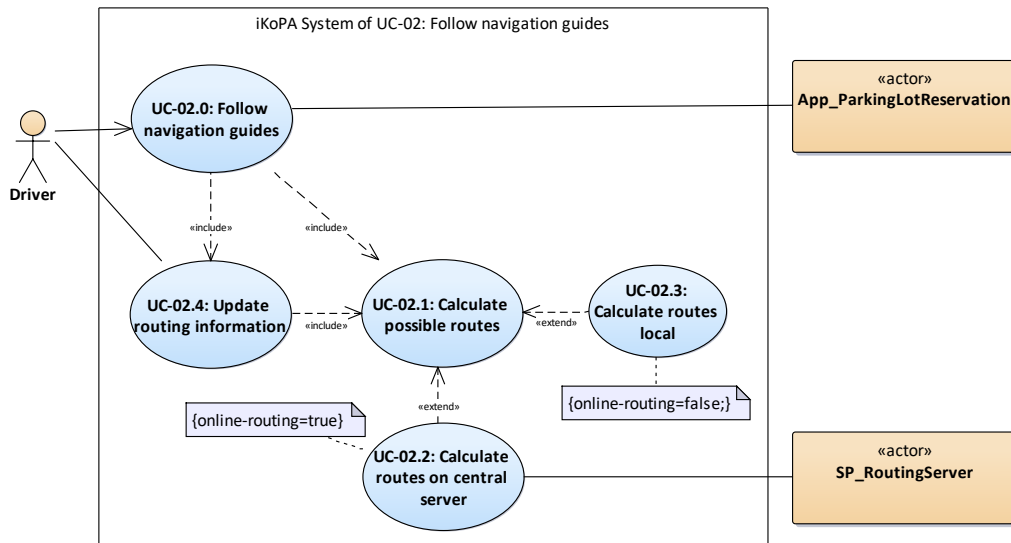 iKoPA System of UC-02: Follow navigation guides
UC-02.0: Follow
navigation guides
«actor»
App_ParkingLotReservation
Driver
«include»
«include»
UC-02.4: Update
routing information
«include»
UC-02.1: Calculate
possible routes
«extend»
UC-02.3:
Calculate routes
local
{online-routing=true}
«extend»
{online-routing=false;}
UC-02.2: Calculate
routes on central
server
«actor»
SP_RoutingServer